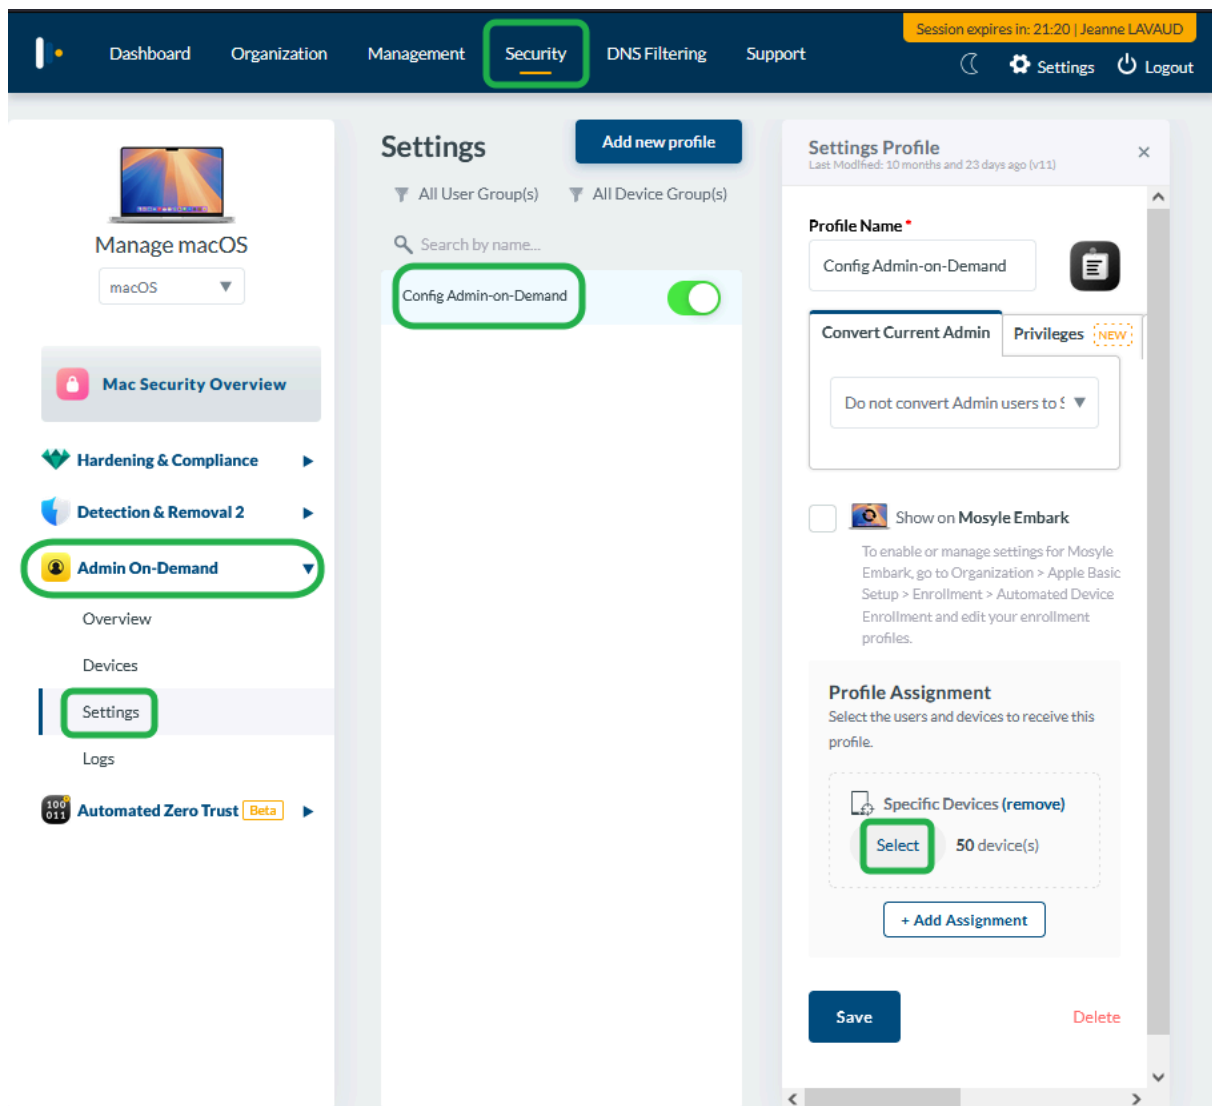 Session expires in: 21:20 | Jeanne LAVAUD
Dashboard Organization Management Security DNS Filtering Support
Settings Logout
Manage macOS
macOS
Mac Security Overview
Hardening & Compliance
Detection & Removal 2
Admin On-Demand
Overview
Devices
Settings
Logs
100
011
Automated Zero Trust Beta
Settings
Add new profile
All User Group(s) All Device Group(s)
Search by name...
Config Admin-on-Demand
Settings Profile
Last Modified: 10 months and 23 days ago (v11)
Profile Name *
Config Admin-on-Demand
Convert Current Admin Privileges NEW
Do not convert Admin users to S
Show on Mosyle Embark
To enable or manage settings for Mosyle
Embark, go to Organization > Apple Basic
Setup > Enrollment > Automated Device
Enrollment and edit your enrollment
profiles.
Profile Assignment
Select the users and devices to receive this
profile.
Specific Devices (remove)
Select 50 device(s)
+ Add Assignment
Save Delete